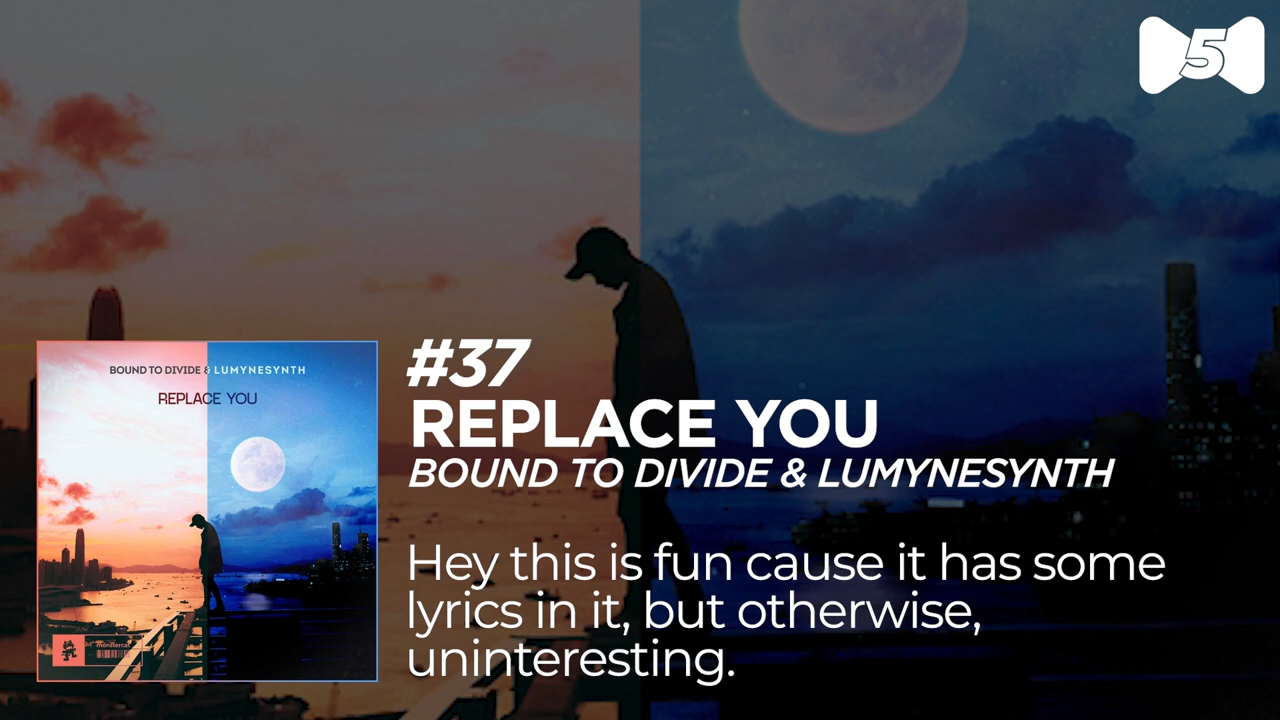 5
#37
REPLACE YOU
BOUND TO DIVIDE & LUMYNESYNTH
Hey this is fun cause it has some
lyrics in it, but otherwise,
uninteresting.
BOUND TO DIVIDE & LUMYNESYNTH
REPLACE YOU
monstercat